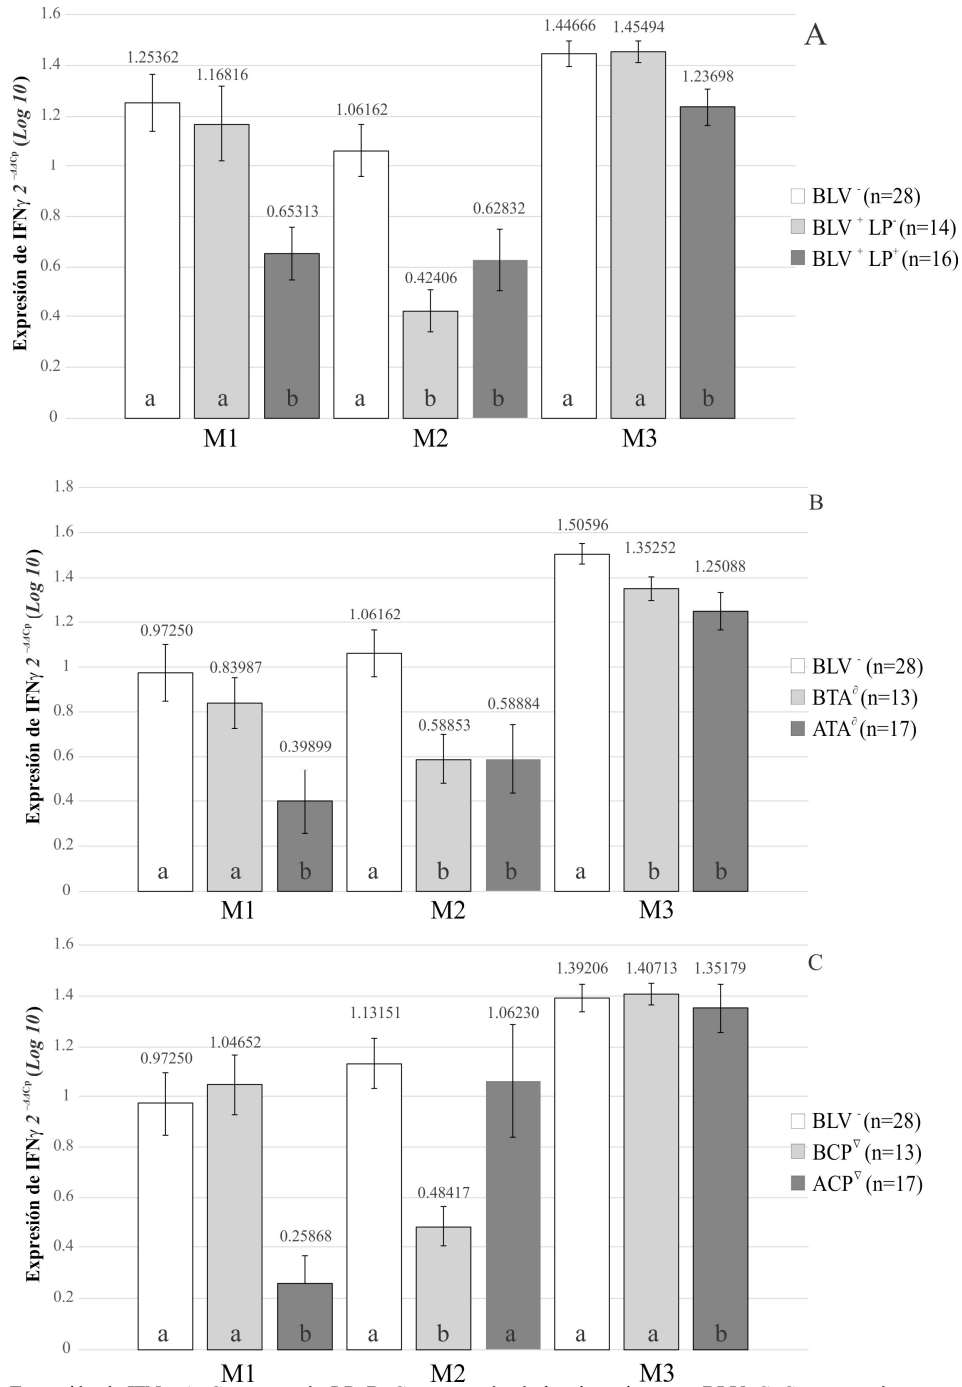 A
1.6
1.4
1.2
1
0.8
0.6
0.4
0.2
0
Expresión de IFNγ 2 ⁻ΔΔCp (Log 10)
1.25362
1.16816
0.65313
1.06162
0.42406
0.62832
1.44666
1.45494
1.23698
a a b a b b a a b
M1 M2 M3
BLV ⁻ (n=28)
BLV ⁺ LP⁻ (n=14)
BLV ⁺ LP⁺ (n=16)
B
1.8
1.6
1.4
1.2
1
0.8
0.6
0.4
0.2
0
Expresión de IFNγ 2 ⁻ΔΔCp (Log 10)
0.97250
0.83987
0.39899
1.06162
0.58853
0.58884
1.50596
1.35252
1.25088
a a b a b b a b b
M1 M2 M3
BLV ⁻ (n=28)
BTA∂ (n=13)
ATA∂ (n=17)
C
1.6
1.4
1.2
1
0.8
0.6
0.4
0.2
0
Expresión de IFNγ 2 ⁻ΔΔCp (Log 10)
0.97250
1.04652
0.25868
1.13151
0.48417
1.06230
1.39206
1.40713
1.35179
a a b a b a a a b
M1 M2 M3
BLV ⁻ (n=28)
BCP∇ (n=13)
ACP∇ (n=17)